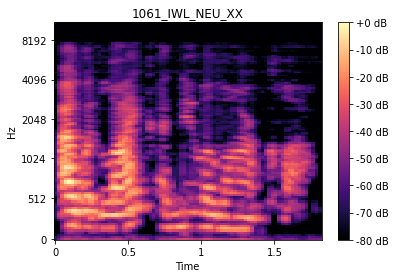 1061_IWL_NEU_XX
+0 dB
8192
-10 dB
4096
-20 dB
-30 dB
2048
Hz
-40 dB
1024
-50 dB
512
-60 dB
-70 dB
0
-80 dB
0
0.5
1
1.5
Time